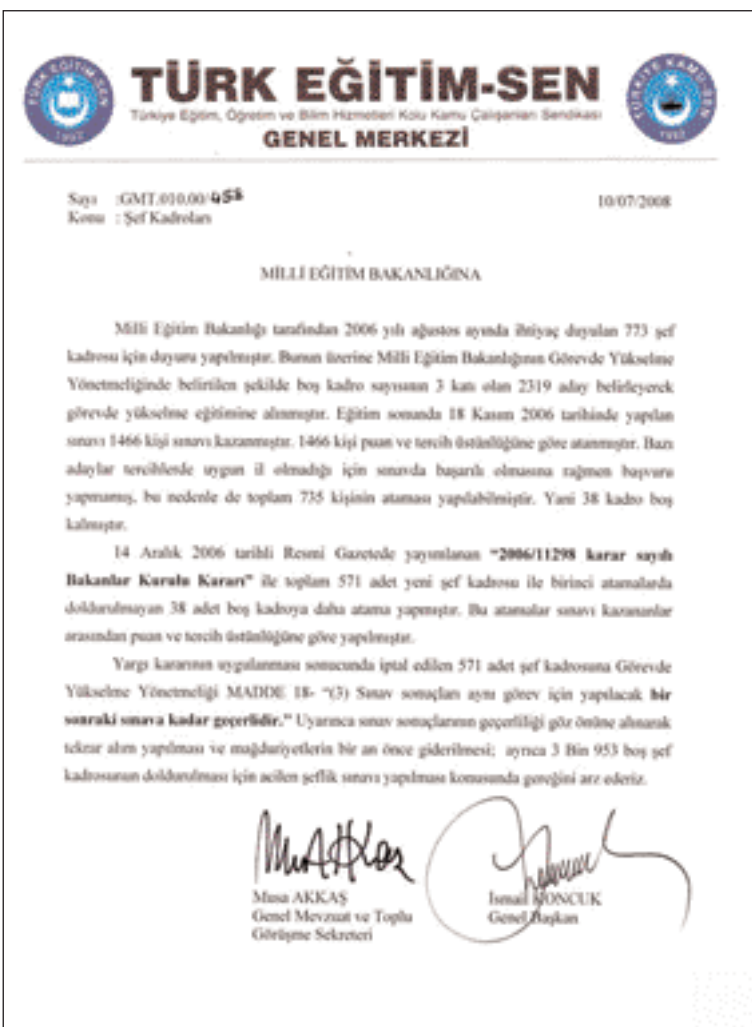 TÜRK EĞİTİM-SEN
Türkiye Eğitim, Öğretim ve Bilim Hizmetleri Kolu Kamu Çalışanları Sendikası
GENEL MERKEZİ
TÜRK EĞİTİM-SEN
1992
TÜRKİYE KAMU-SEN
1992
Sayı :GMT.010.00/458
10/07/2008
Konu : Şef Kadroları
MİLLİ EĞİTİM BAKANLIĞINA
Milli Eğitim Bakanlığı tarafından 2006 yılı ağustos ayında ihtiyaç duyulan 773 şef
kadrosu için duyuru yapılmıştır. Bunun üzerine Milli Eğitim Bakanlığının Görevde Yükselme
Yönetmeliğinde belirtilen şekilde boş kadro sayısının 3 katı olan 2319 aday belirleyerek
görevde yükselme eğitimine alınmıştır. Eğitim sonunda 18 Kasım 2006 tarihinde yapılan
sınavı 1466 kişi sınavı kazanmıştır. 1466 kişi puan ve tercih üstünlüğüne göre atanmıştır. Bazı
adaylar tercihlerde uygun il olmadığı için sınavda başarılı olmasına rağmen başvuru
yapmamış, bu nedenle de toplam 735 kişinin ataması yapılabilmiştir. Yani 38 kadro boş
kalmıştır.
14 Aralık 2006 tarihli Resmi Gazetede yayımlanan “2006/11298 karar sayılı
Bakanlar Kurulu Kararı” ile toplam 571 adet yeni şef kadrosu ile birinci atamalarda
doldurulmayan 38 adet boş kadroya daha atama yapmıştır. Bu atamalar sınavı kazananlar
arasından puan ve tercih üstünlüğüne göre yapılmıştır.
Yargı kararının uygulanması sonucunda iptal edilen 571 adet şef kadrosuna Görevde
Yükselme Yönetmeliği MADDE 18- “(3) Sınav sonuçları aynı görev için yapılacak bir
sonraki sınava kadar geçerlidir.” Uyarınca sınav sonuçlarının geçerliliği göz önüne alınarak
tekrar alım yapılması ve mağduriyetlerin bir an önce giderilmesi; ayrıca 3 Bin 953 boş şef
kadrosunun doldurulması için acilen şeflik sınavı yapılması konusunda gereğini arz ederiz.
Musa AKKAŞ
Genel Mevzuat ve Toplu
Görüşme Sekreteri
İsmail KONCUK
Genel Başkan